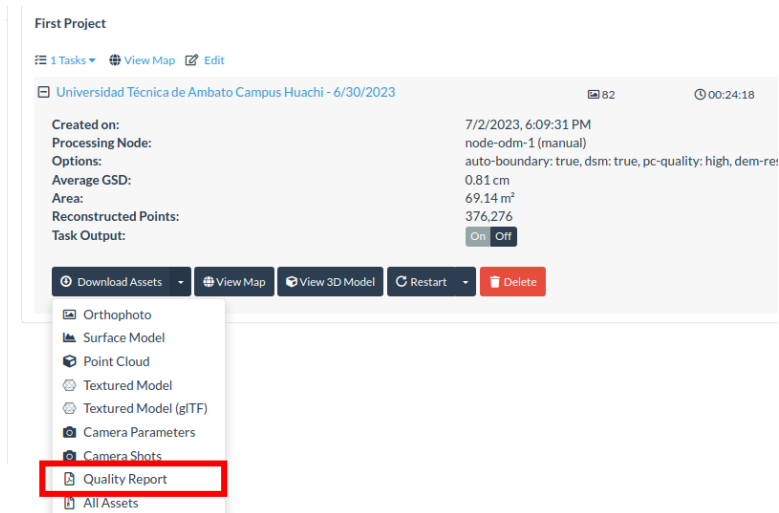 First Project
1 Tasks View Map Edit
Universidad Técnica de Ambato Campus Huachi - 6/30/2023 82 00:24:18
Created on: 7/2/2023, 6:09:31 PM
Processing Node: node-odm-1 (manual)
Options: auto-boundary: true, dsm: true, pc-quality: high, dem-res
Average GSD: 0.81 cm
Area: 69.14 m²
Reconstructed Points: 376,276
Task Output: On Off
Download Assets View Map View 3D Model Restart Delete
Orthophoto
Surface Model
Point Cloud
Textured Model
Textured Model (glTF)
Camera Parameters
Camera Shots
Quality Report
All Assets